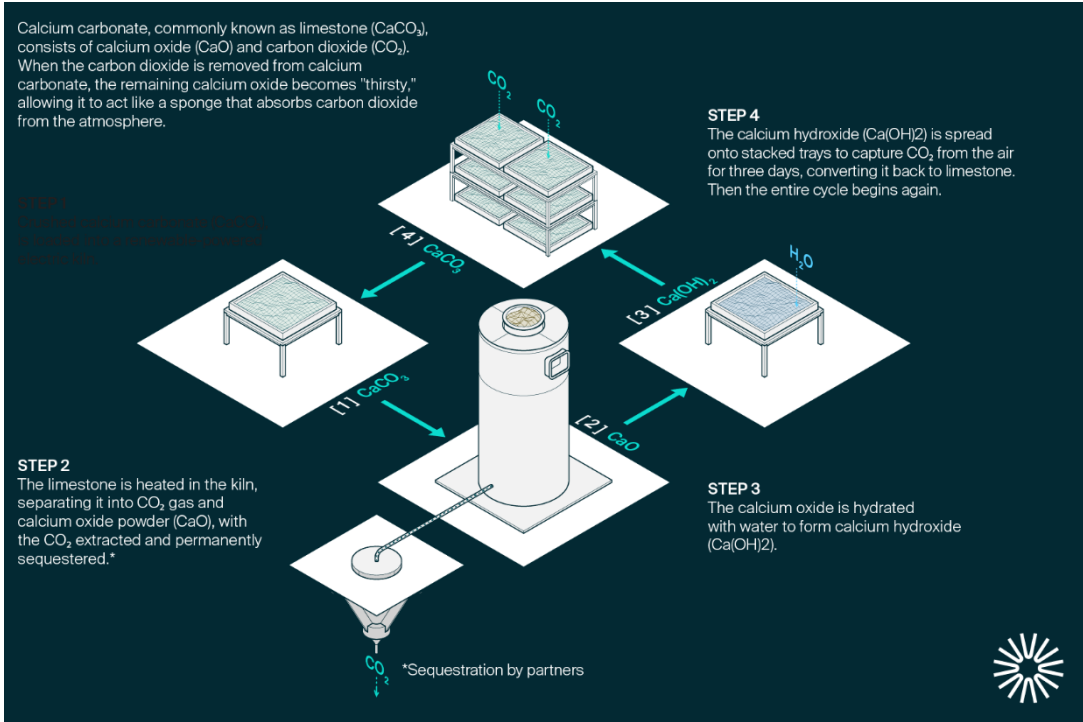 Calcium carbonate, commonly known as limestone (CaCO₃),
consists of calcium oxide (CaO) and carbon dioxide (CO₂).
When the carbon dioxide is removed from calcium
carbonate, the remaining calcium oxide becomes "thirsty,"
allowing it to act like a sponge that absorbs carbon dioxide
from the atmosphere.
CO₂
CO₂
STEP 4
The calcium hydroxide (Ca(OH)2) is spread
onto stacked trays to capture CO₂ from the air
for three days, converting it back to limestone.
Then the entire cycle begins again.
STEP 1
[4] CaCO₃
[3] Ca(OH)₂
H₂O
[1] CaCO₃
[2] CaO
STEP 2
The limestone is heated in the kiln,
separating it into CO₂ gas and
calcium oxide powder (CaO), with
the CO₂ extracted and permanently
sequestered.*
STEP 3
The calcium oxide is hydrated
with water to form calcium hydroxide
(Ca(OH)2).
CO₂
*Sequestration by partners